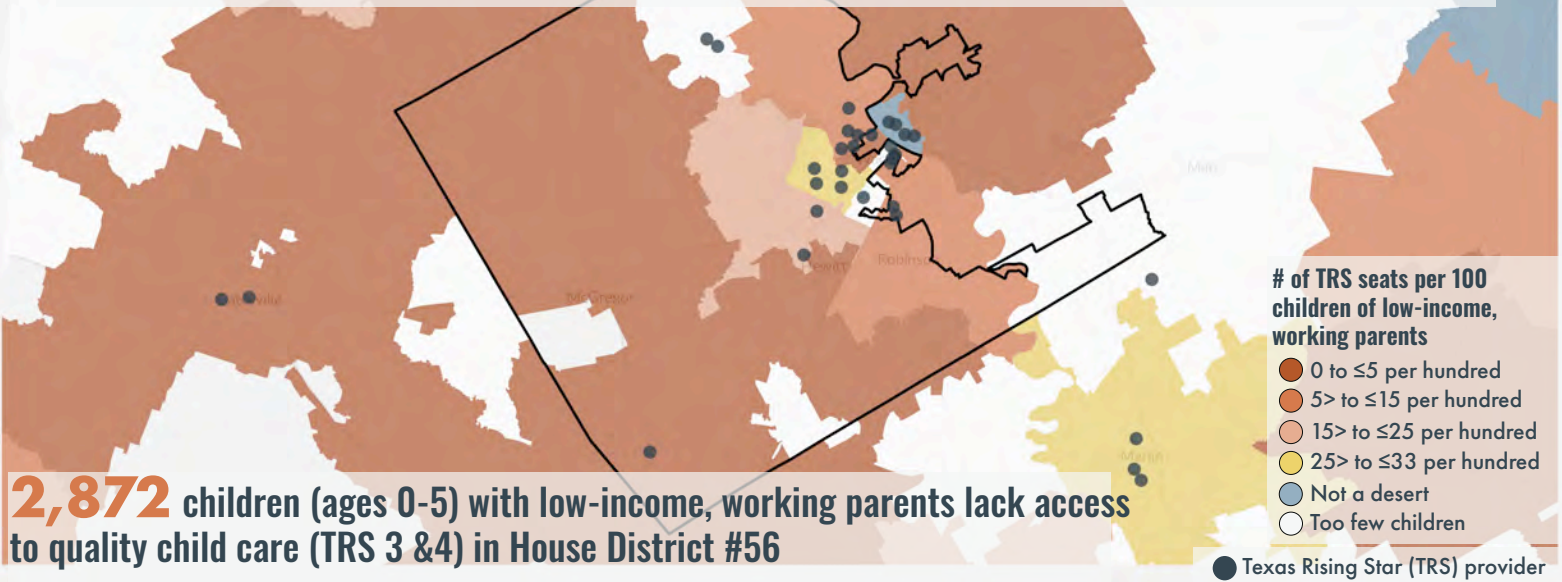 McGregor
Hewitt
Marlin
# of TRS seats per 100
children of low-income,
working parents
0 to ≤5 per hundred
5> to ≤15 per hundred
15> to ≤25 per hundred
25> to ≤33 per hundred
Not a desert
Too few children
Texas Rising Star (TRS) provider
2,872 children (ages 0-5) with low-income, working parents lack access
to quality child care (TRS 3 &4) in House District #56